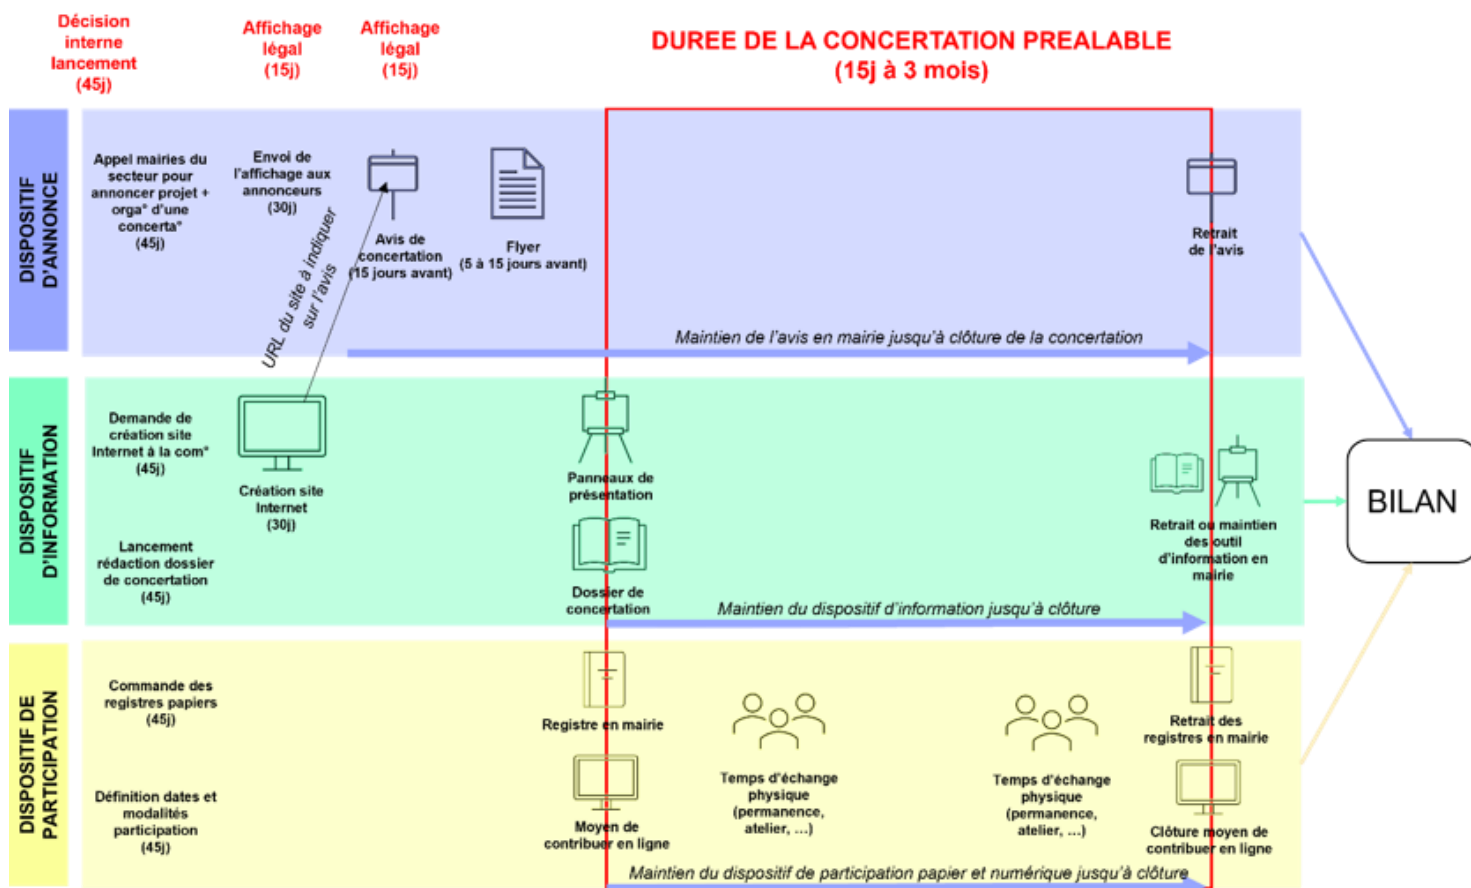 Décision
interne
lancement
(45j)
Affichage
légal
(15j)
Affichage
légal
(15j)
DUREE DE LA CONCERTATION PREALABLE
(15j à 3 mois)
DISPOSITIF
D'ANNONCE
Appel mairies du
secteur pour
annoncer projet +
orga° d'une
concerta°
(45j)
Envoi de
l'affichage aux
annonceurs
(30j)
URL du site à indiquer
sur l'avis
Avis de
concertation
(15 jours avant)
Flyer
(5 à 15 jours avant)
Retrait
de l'avis
Maintien de l'avis en mairie jusqu'à clôture de la concertation
DISPOSITIF
D'INFORMATION
Demande de
création site
Internet à la com°
(45j)
Création site
Internet
(30j)
Lancement
rédaction dossier
de concertation
(45j)
Panneaux de
présentation
Dossier de
concertation
Retrait ou maintien
des outil
d'information en
mairie
Maintien du dispositif d'information jusqu'à clôture
BILAN
DISPOSITIF DE
PARTICIPATION
Commande des
registres papiers
(45j)
Définition dates et
modalités
participation
(45j)
Registre en mairie
Moyen de
contribuer en ligne
Temps d'échange
physique
(permanence,
atelier, ...)
Temps d'échange
physique
(permanence,
atelier, ...)
Retrait des
registres en mairie
Clôture moyen de
contribuer en ligne
Maintien du dispositif de participation papier et numérique jusqu'à clôture